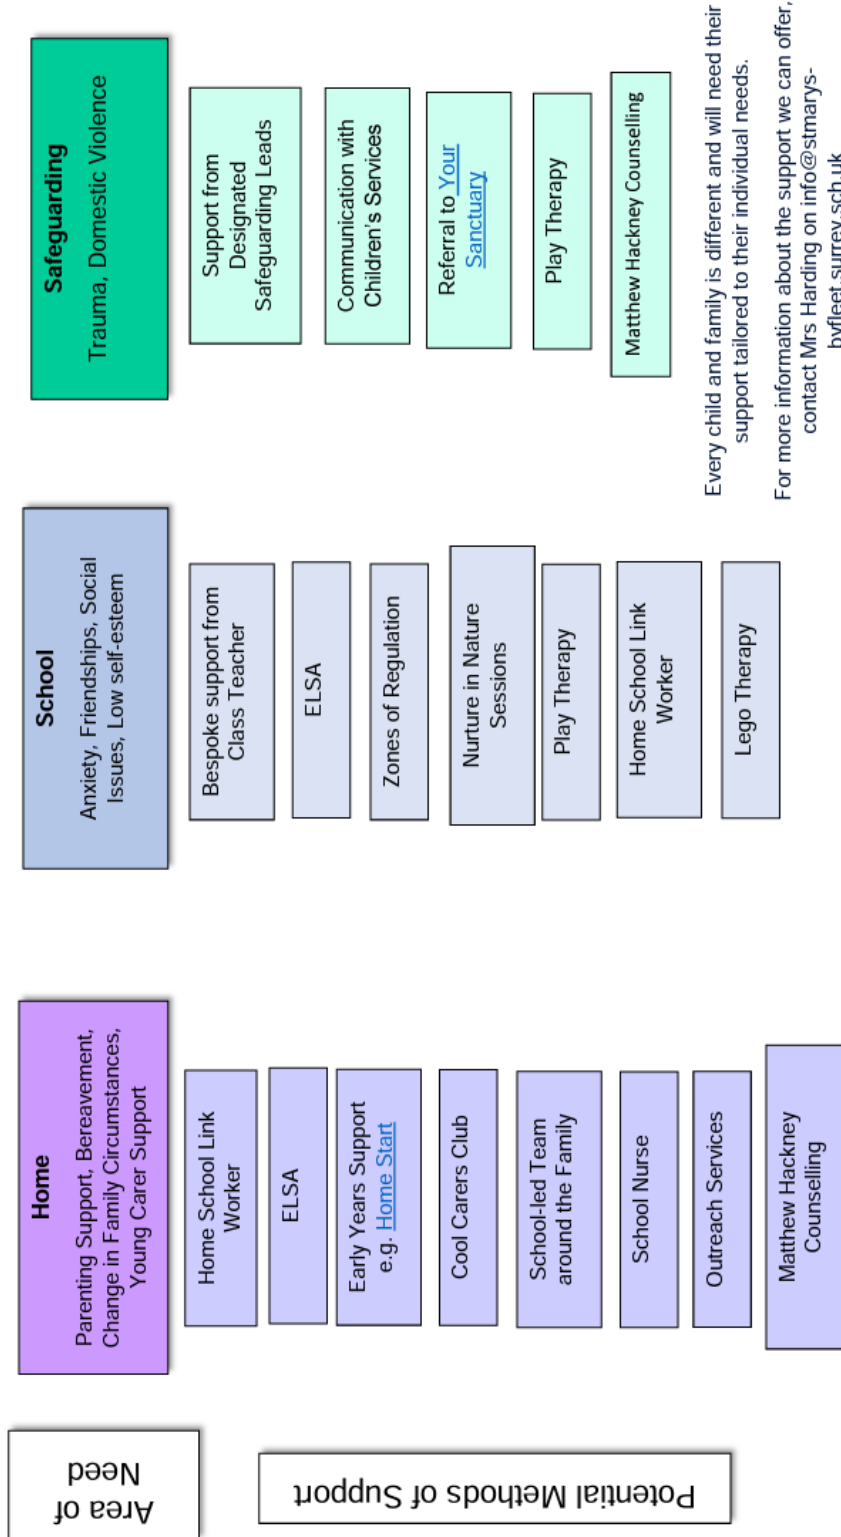 Area of
Need
Potential Methods of Support
Home
Parenting Support, Bereavement,
Change in Family Circumstances,
Young Carer Support
Home School Link
Worker
ELSA
Early Years Support
e.g. Home Start
Cool Carers Club
School-led Team
around the Family
School Nurse
Outreach Services
Matthew Hackney
Counselling
School
Anxiety, Friendships, Social
Issues, Low self-esteem
Bespoke support from
Class Teacher
ELSA
Zones of Regulation
Nurture in Nature
Sessions
Play Therapy
Home School Link
Worker
Lego Therapy
Safeguarding
Trauma, Domestic Violence
Support from
Designated
Safeguarding Leads
Communication with
Children's Services
Referral to Your
Sanctuary
Play Therapy
Matthew Hackney Counselling
Every child and family is different and will need their
support tailored to their individual needs.
For more information about the support we can offer,
contact Mrs Harding on info@stmarys-
byfleet.surrey.sch.uk